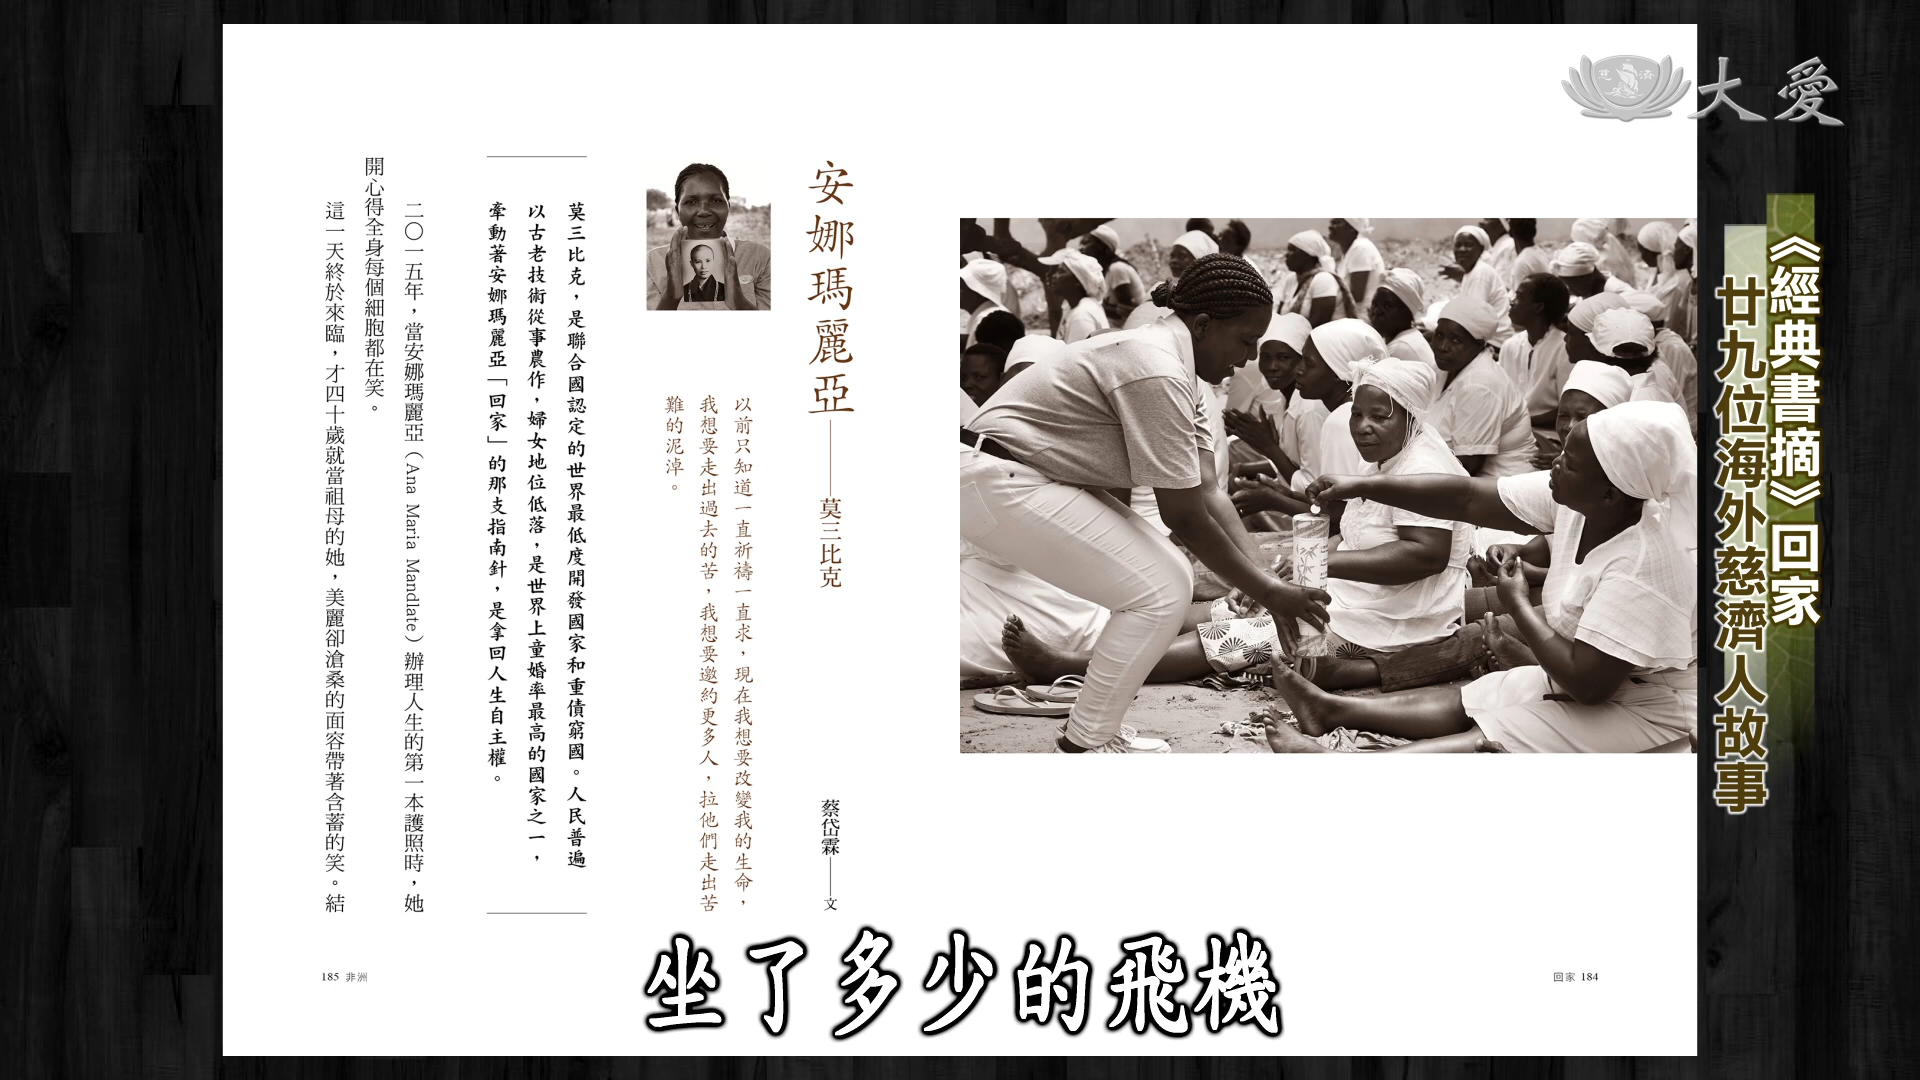 大愛
慈濟
《經典書摘》回家
廿九位海外慈濟人故事
安娜瑪麗亞——莫三比克
蔡岱霖——文
以前只知道一直祈禱一直求，現在我想要改變我的生命，
我想要走出過去的苦，我想要邀約更多人，拉他們走出苦
難的泥淖。
莫三比克，是聯合國認定的世界最低度開發國家和重債窮國。人民普遍
以古老技術從事農作，婦女地位低落，是世界上童婚率最高的國家之一，
牽動著安娜瑪麗亞「回家」的那支指南針，是拿回人生自主權。
二〇一五年，當安娜瑪麗亞（Ana Maria Mandlate）辦理人生的第一本護照時，她
開心得全身每個細胞都在笑。
這一天終於來臨，才四十歲就當祖母的她，美麗卻滄桑的面容帶著含蓄的笑。結
回家 184
185 非洲
坐了多少的飛機